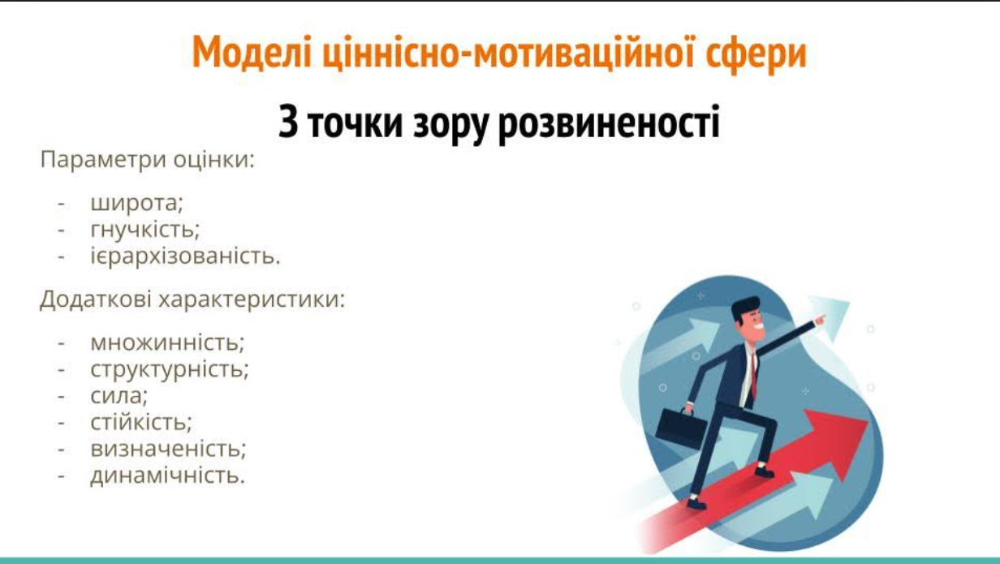 Моделі ціннісно-мотиваційної сфери
З точки зору розвиненості
Параметри оцінки:
- широта;
- гнучкість;
- ієрархізованість.
Додаткові характеристики:
- множинність;
- структурність;
- сила;
- стійкість;
- визначеність;
- динамічність.